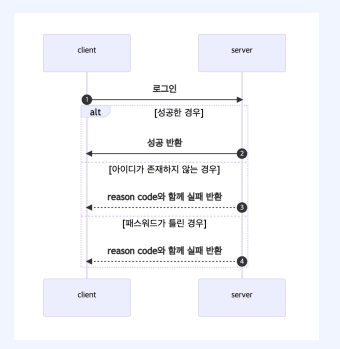 client
server
로그인
1
alt
[성공한 경우]
성공 반환
2
[아이디가 존재하지 않는 경우]
reason code와 함께 실패 반환
3
[패스워드가 틀린 경우]
reason code와 함께 실패 반환
4
client
server